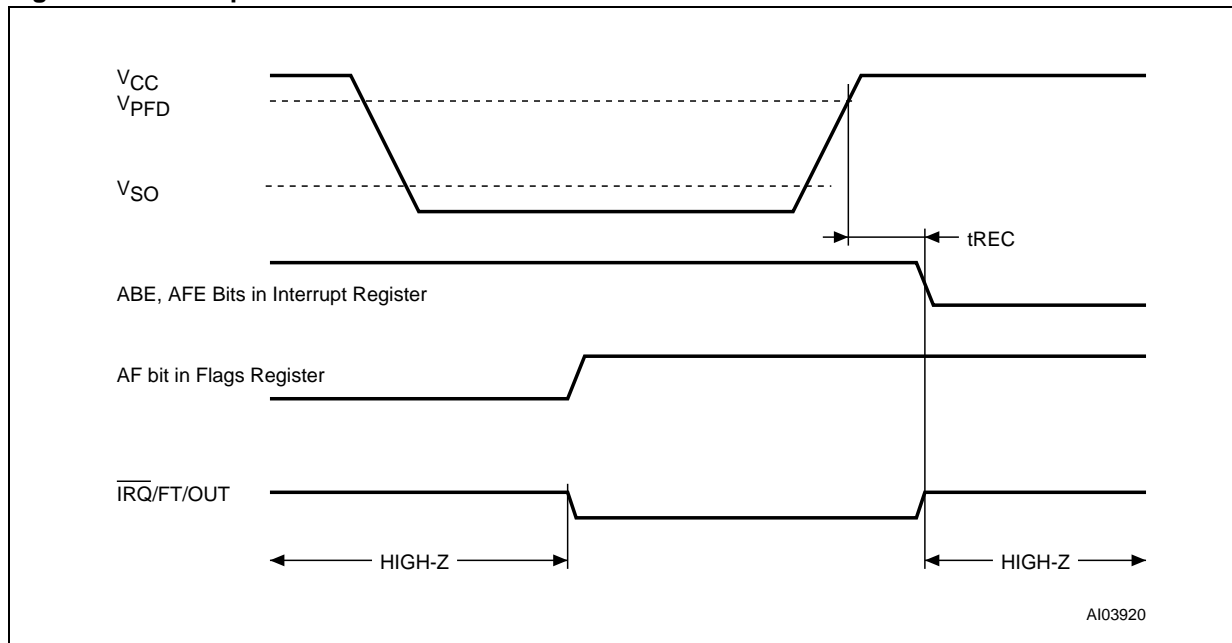 VCC
VPFD
VSO
tREC
ABE, AFE Bits in Interrupt Register
AF bit in Flags Register
IRQ/FT/OUT
HIGH-Z
HIGH-Z
AI03920